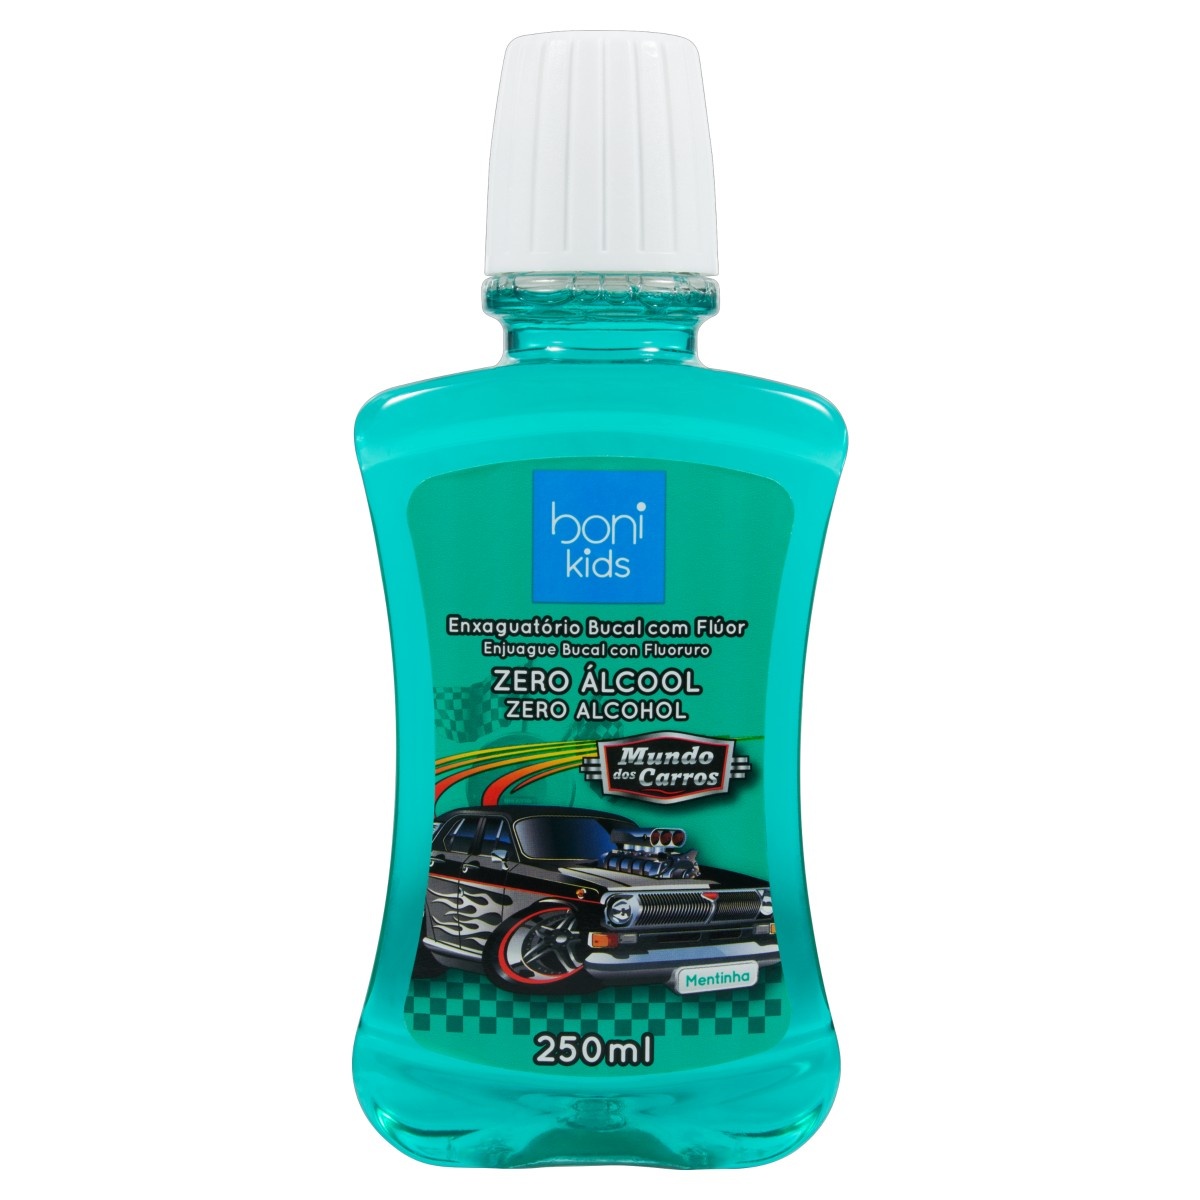 boni
kids
Enxaguatório Bucal com Flúor
Enjuague Bucal con Fluoruro
ZERO ÁLCOOL
ZERO ALCOHOL
Mundo
dos Carros
Mentinha
250ml